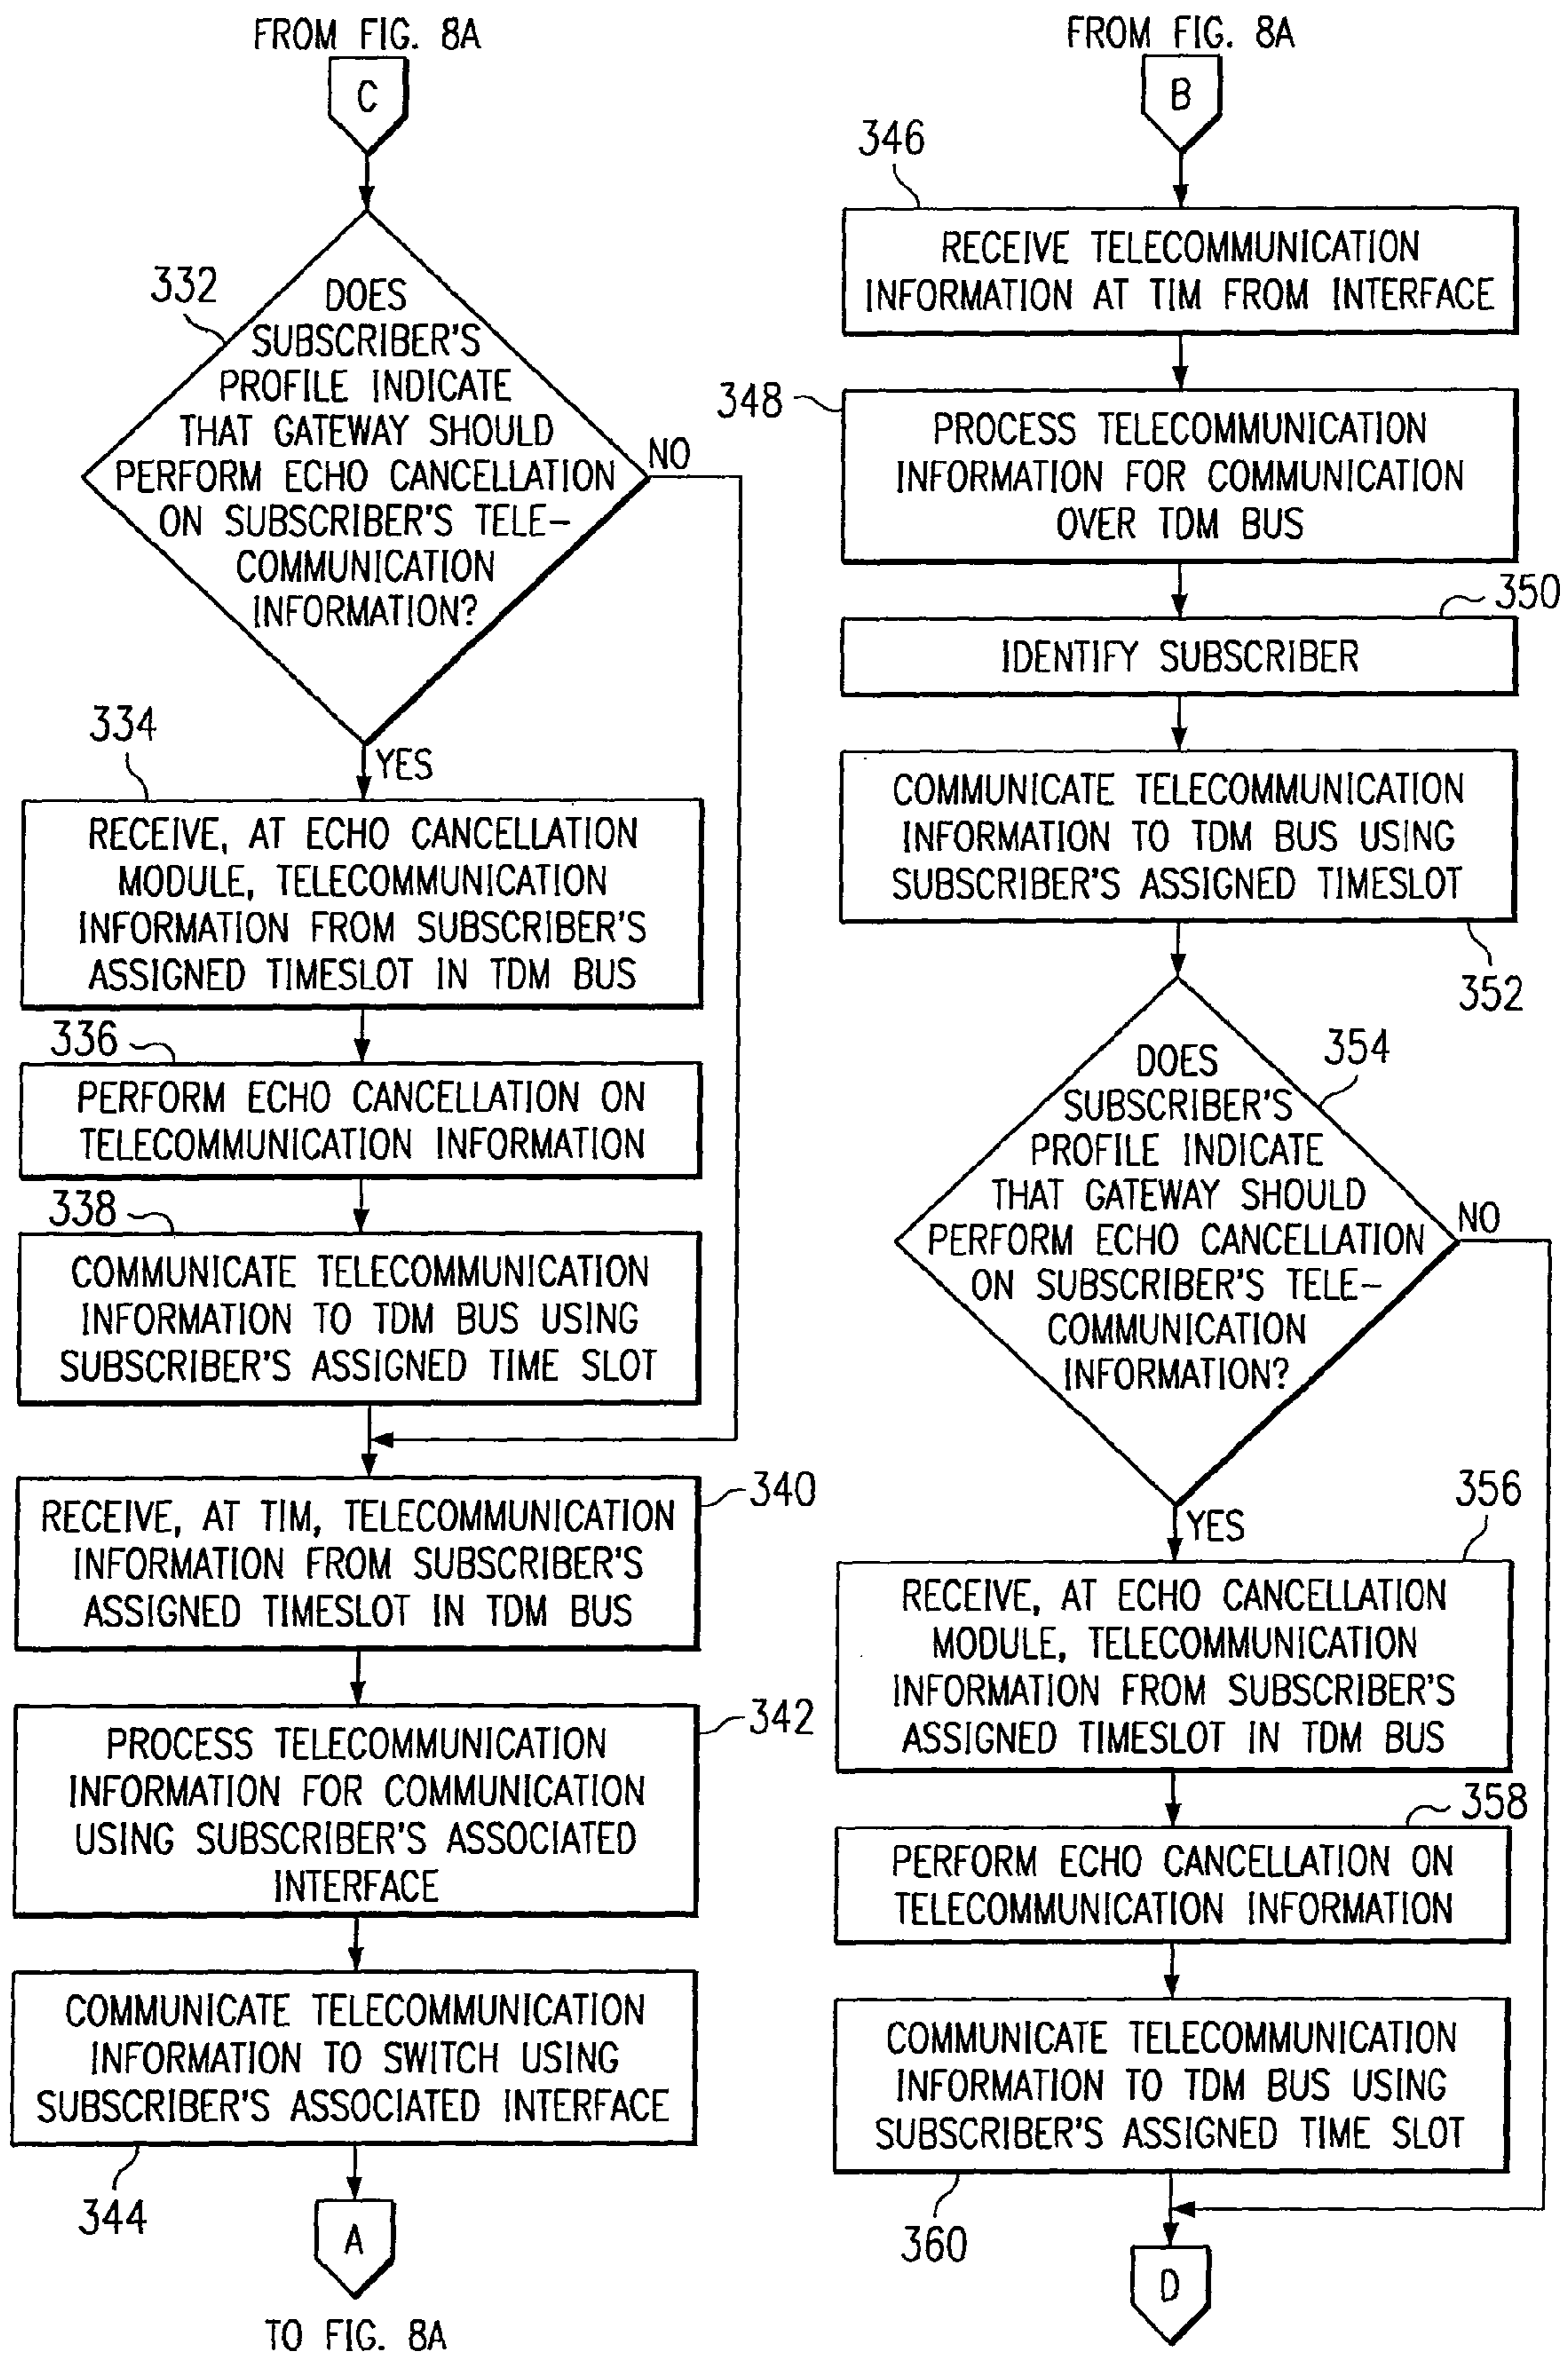 FROM FIG. 8A
C
332
DOES
SUBSCRIBER'S
PROFILE INDICATE
THAT GATEWAY SHOULD
PERFORM ECHO CANCELLATION
ON SUBSCRIBER'S TELE-
COMMUNICATION
INFORMATION?
NO
YES
334
RECEIVE, AT ECHO CANCELLATION
MODULE, TELECOMMUNICATION
INFORMATION FROM SUBSCRIBER'S
ASSIGNED TIMESLOT IN TDM BUS
336
PERFORM ECHO CANCELLATION ON
TELECOMMUNICATION INFORMATION
338
COMMUNICATE TELECOMMUNICATION
INFORMATION TO TDM BUS USING
SUBSCRIBER'S ASSIGNED TIME SLOT
340
RECEIVE, AT TIM, TELECOMMUNICATION
INFORMATION FROM SUBSCRIBER'S
ASSIGNED TIMESLOT IN TDM BUS
342
PROCESS TELECOMMUNICATION
INFORMATION FOR COMMUNICATION
USING SUBSCRIBER'S ASSOCIATED
INTERFACE
COMMUNICATE TELECOMMUNICATION
INFORMATION TO SWITCH USING
SUBSCRIBER'S ASSOCIATED INTERFACE
344
A
TO FIG. 8A
FROM FIG. 8A
B
346
RECEIVE TELECOMMUNICATION
INFORMATION AT TIM FROM INTERFACE
348
PROCESS TELECOMMUNICATION
INFORMATION FOR COMMUNICATION
OVER TDM BUS
350
IDENTIFY SUBSCRIBER
COMMUNICATE TELECOMMUNICATION
INFORMATION TO TDM BUS USING
SUBSCRIBER'S ASSIGNED TIMESLOT
352
354
DOES
SUBSCRIBER'S
PROFILE INDICATE
THAT GATEWAY SHOULD
PERFORM ECHO CANCELLATION
ON SUBSCRIBER'S TELE-
COMMUNICATION
INFORMATION?
NO
YES
356
RECEIVE, AT ECHO CANCELLATION
MODULE, TELECOMMUNICATION
INFORMATION FROM SUBSCRIBER'S
ASSIGNED TIMESLOT IN TDM BUS
358
PERFORM ECHO CANCELLATION ON
TELECOMMUNICATION INFORMATION
COMMUNICATE TELECOMMUNICATION
INFORMATION TO TDM BUS USING
SUBSCRIBER'S ASSIGNED TIME SLOT
360
D